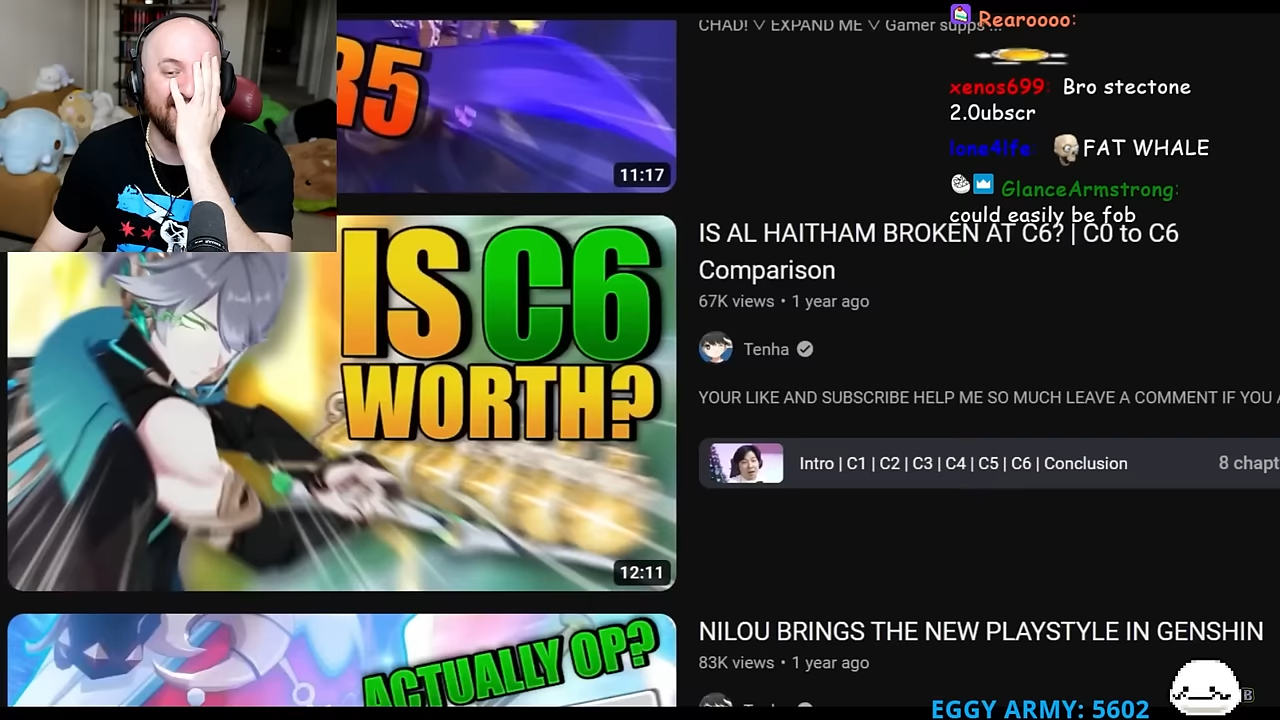 CHAD! ▽ EXPAND ME ▽ Gamer supps ...
Rearoooo:
R5
11:17
xenos699: Bro stectone
2.0ubscr
lone4lfe: FAT WHALE
GlanceArmstrong:
could easily be fob
IS C6
WORTH?
12:11
IS AL HAITHAM BROKEN AT C6? | C0 to C6
Comparison
67K views • 1 year ago
Tenha
YOUR LIKE AND SUBSCRIBE HELP ME SO MUCH LEAVE A COMMENT IF YOU
Intro | C1 | C2 | C3 | C4 | C5 | C6 | Conclusion
8 chapt
ACTUALLY OP?
NILOU BRINGS THE NEW PLAYSTYLE IN GENSHIN
83K views • 1 year ago
EGGY ARMY: 5602